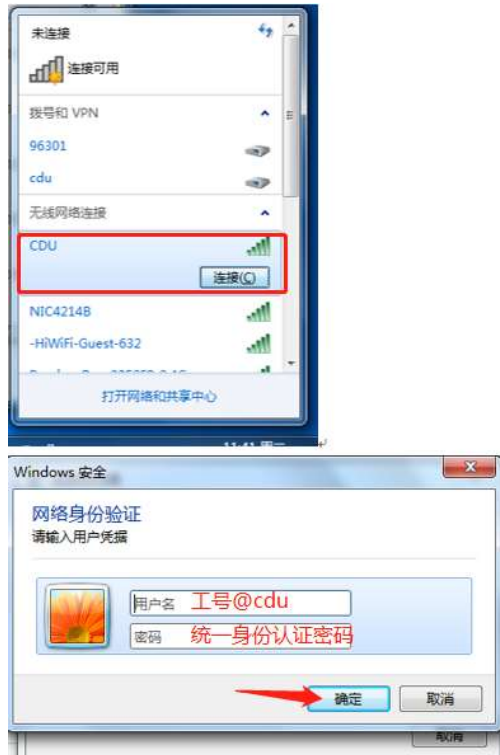 未连接
连接可用
拨号和 VPN
96301
cdu
无线网络连接
CDU
连接(C)
NIC4214B
-HiWiFi-Guest-632
打开网络和共享中心
Windows 安全
网络身份验证
请输入用户凭据
用户名 工号@cdu
密码 统一身份认证密码
确定 取消
取消